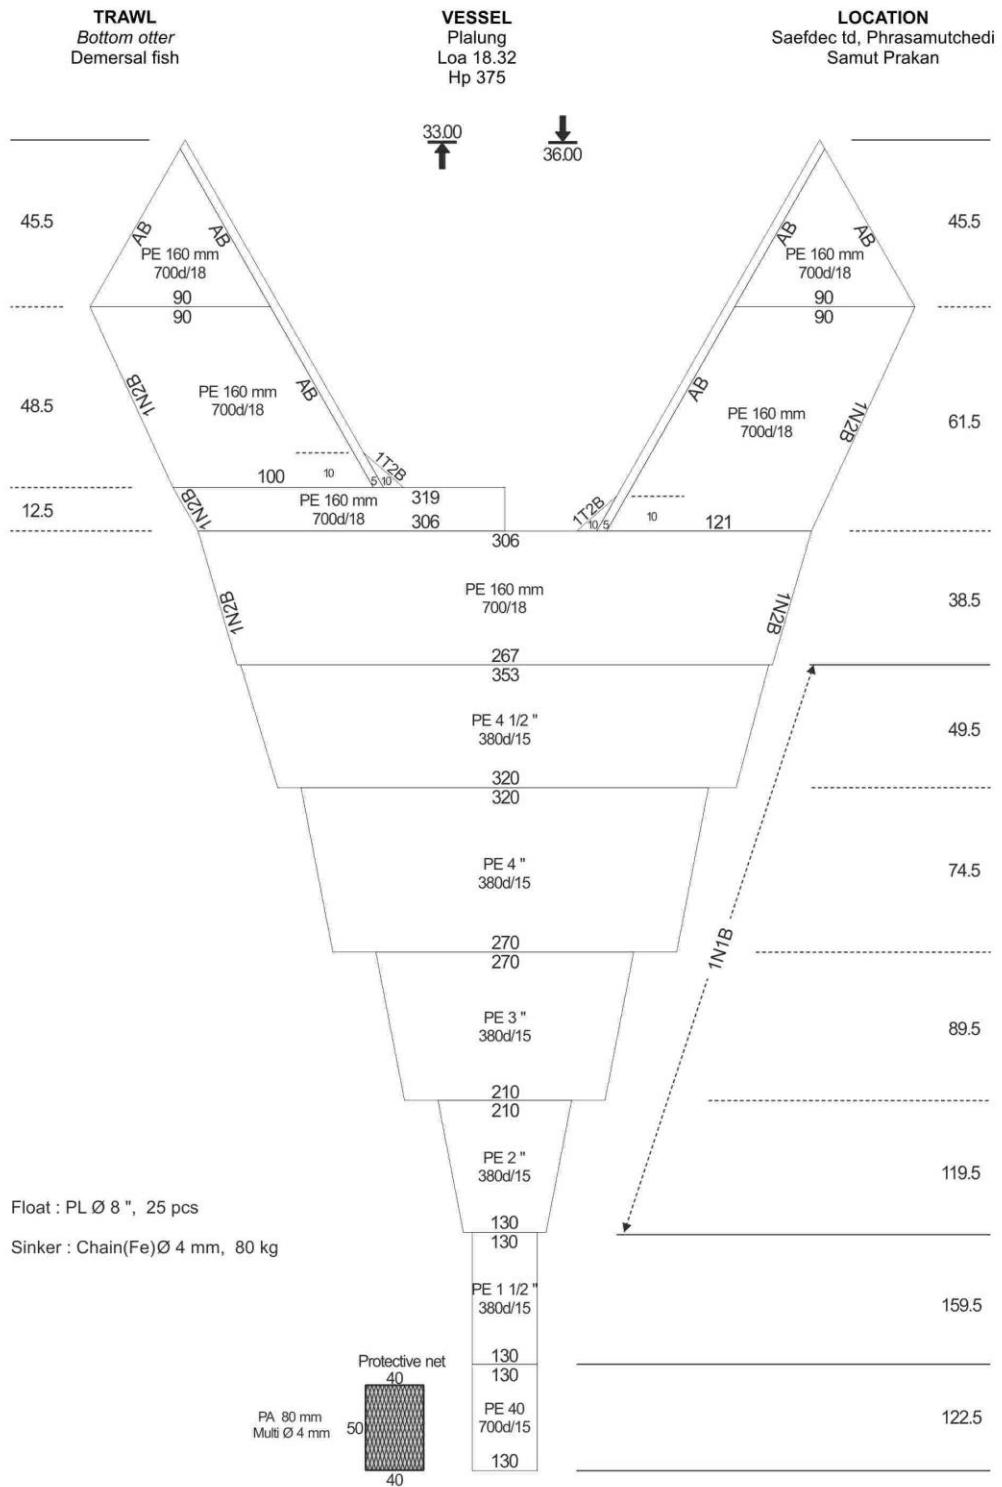 TRAWL
Bottom otter
Demersal fish
VESSEL
Plalung
Loa 18.32
Hp 375
LOCATION
Saefdec td, Phrasamutchedi
Samut Prakan
33.00
36.00
45.5
AB
AB
PE 160 mm
700d/18
90
90
AB
AB
PE 160 mm
700d/18
90
90
45.5
48.5
1N2B
PE 160 mm
700d/18
AB
AB
PE 160 mm
700d/18
1N2B
61.5
100
10
5
10
1T2B
319
12.5
1N2B
PE 160 mm
700d/18
306
1T2B
10
5
10
121
306
1N2B
PE 160 mm
700/18
1N2B
38.5
267
353
PE 4 1/2 "
380d/15
49.5
320
320
PE 4 "
380d/15
74.5
270
270
1N1B
PE 3 "
380d/15
89.5
210
210
PE 2 "
380d/15
119.5
130
130
Float : PL Ø 8 ", 25 pcs
Sinker : Chain(Fe)Ø 4 mm, 80 kg
PE 1 1/2 "
380d/15
159.5
130
130
Protective net
40
PA 80 mm
Multi Ø 4 mm
50
40
PE 40
700d/15
122.5
130